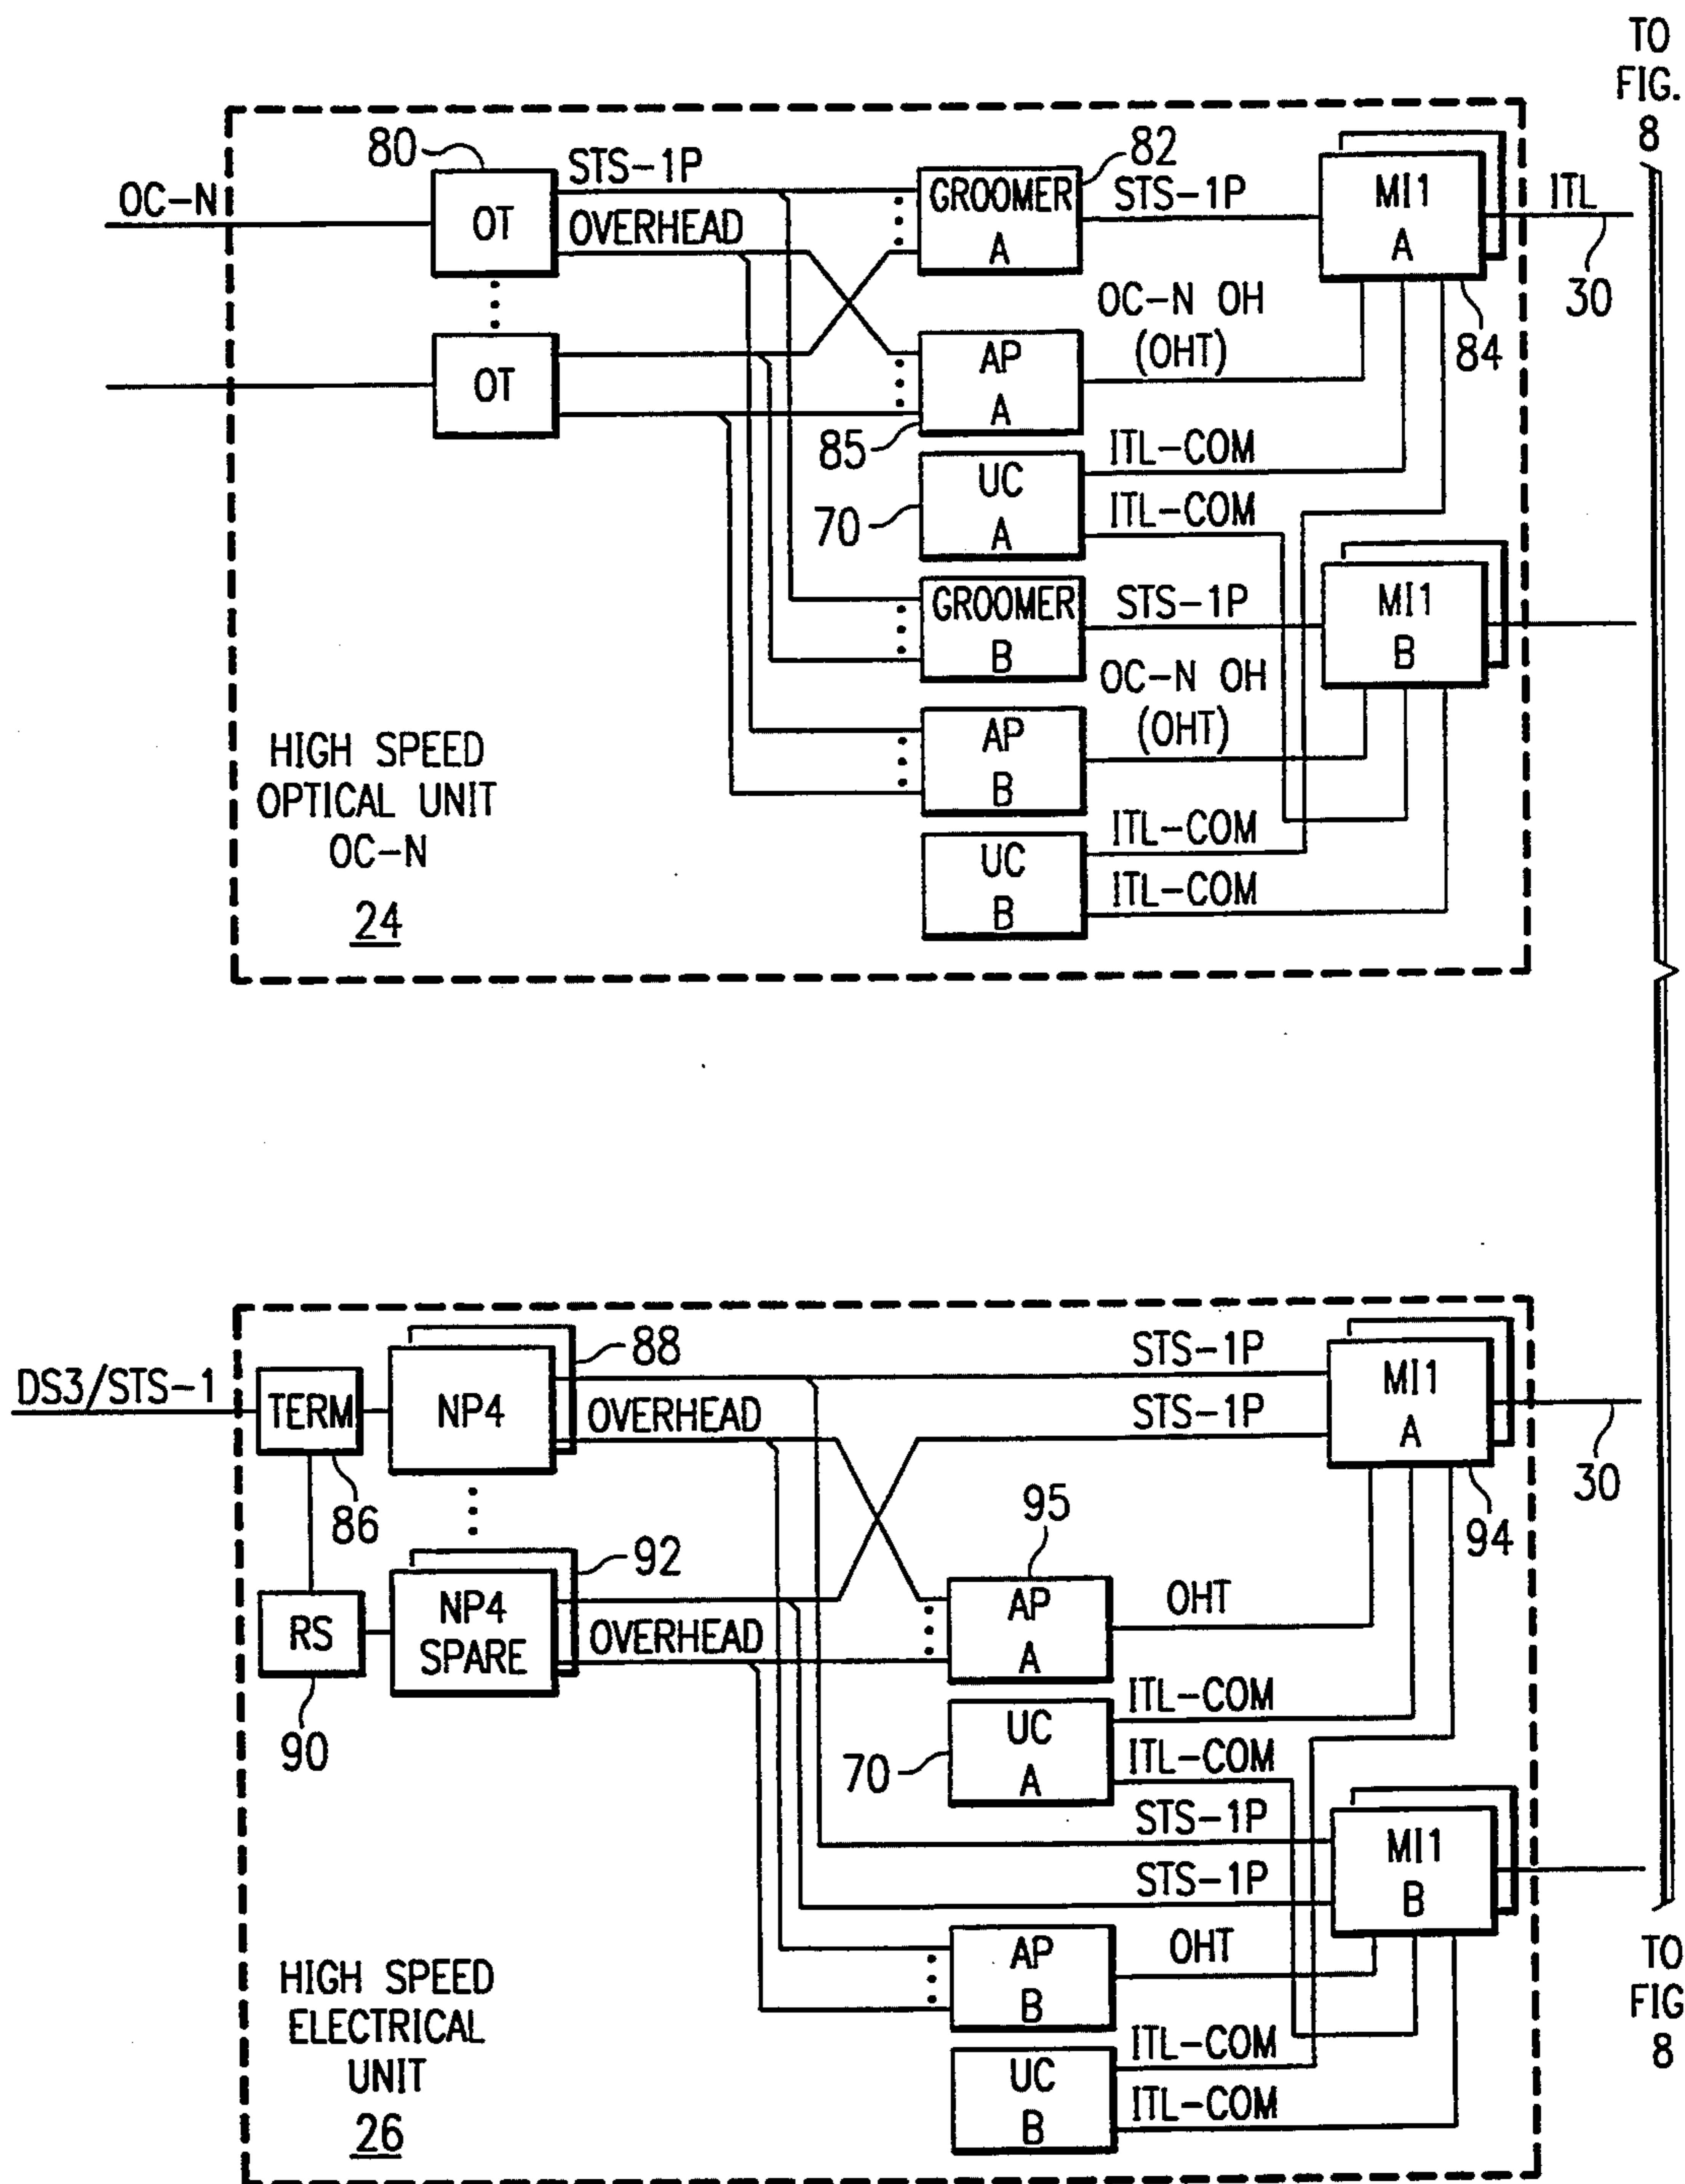 TO
FIG.
8
OC-N
80
OT
STS-1P
OVERHEAD
OT
82
GROOMER
A
STS-1P
MI1
A
84
ITL
30
AP
A
85
OC-N OH
(OHT)
UC
A
70
ITL-COM
ITL-COM
GROOMER
B
STS-1P
MI1
B
AP
B
OC-N OH
(OHT)
UC
B
ITL-COM
ITL-COM
HIGH SPEED
OPTICAL UNIT
OC-N
24
DS3/STS-1
TERM
86
NP4
88
OVERHEAD
RS
90
NP4
SPARE
92
OVERHEAD
STS-1P
STS-1P
MI1
A
94
30
95
AP
A
OHT
UC
A
70
ITL-COM
ITL-COM
STS-1P
STS-1P
MI1
B
AP
B
OHT
UC
B
ITL-COM
ITL-COM
HIGH SPEED
ELECTRICAL
UNIT
26
TO
FIG
8